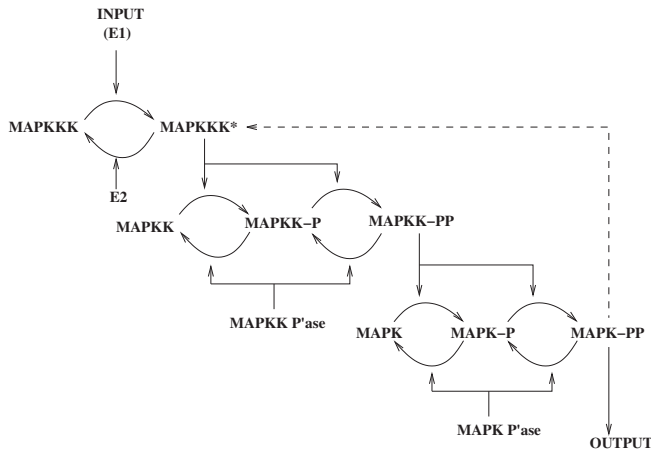 INPUT
(E1)
MAPKKK
MAPKKK*
E2
MAPKK
MAPKK–P
MAPKK–PP
MAPKK P'ase
MAPK
MAPK–P
MAPK–PP
MAPK P'ase
OUTPUT